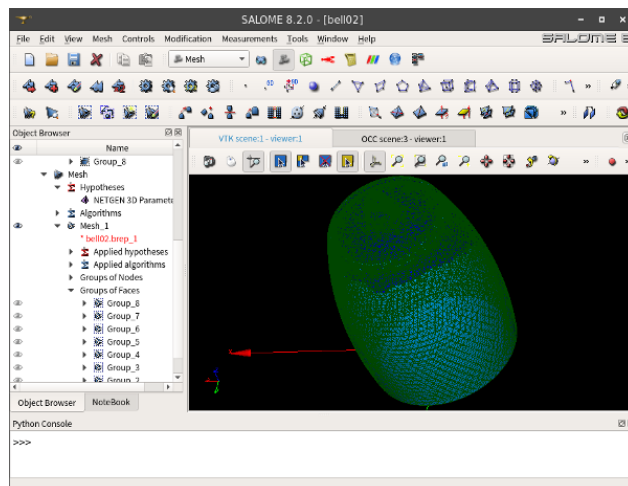 SALOME 8.2.0 - [bell02]
File Edit View Mesh Controls Modification Measurements Tools Window Help
SALOME 8
Mesh
Object Browser
VTK scene:1 - viewer:1
OCC scene:3 - viewer:1
Name
Group_8
Mesh
Hypotheses
NETGEN 3D Paramete
Algorithms
Mesh_1
* bell02.brep_1
Applied hypotheses
Applied algorithms
Groups of Nodes
Groups of Faces
Group_8
Group_7
Group_6
Group_5
Group_4
Group_3
Group_2
Object Browser
NoteBook
Python Console
>>>